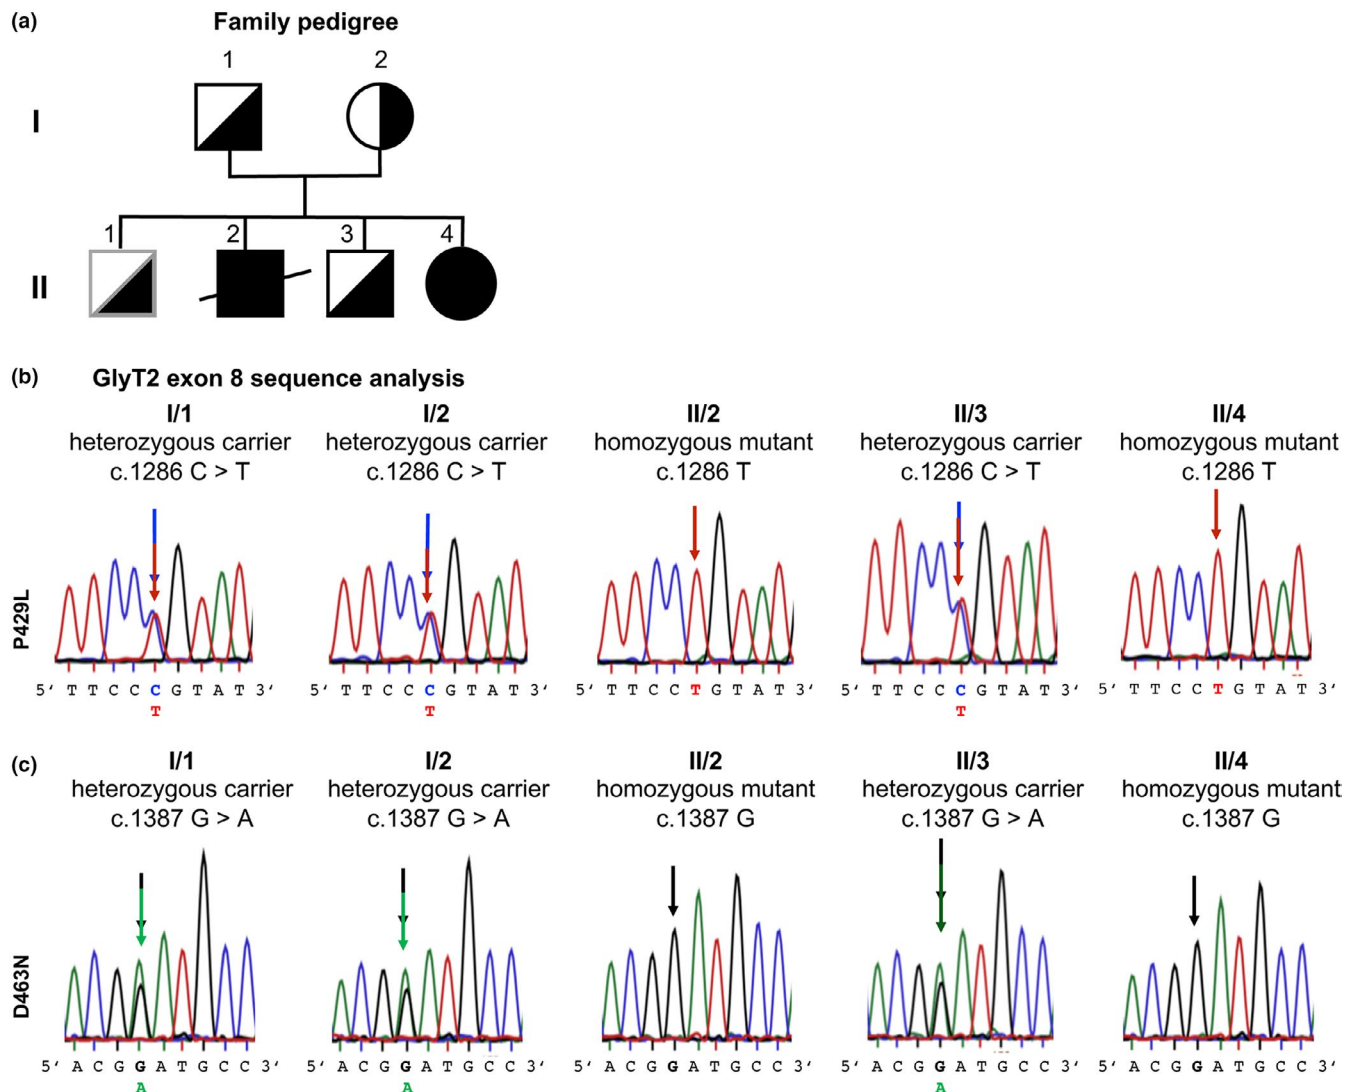 (a) Family pedigree
1 2
I
1 2 3 4
II
(b) GlyT2 exon 8 sequence analysis
I/1 I/2 II/2 II/3 II/4
heterozygous carrier heterozygous carrier homozygous mutant heterozygous carrier homozygous mutant
c.1286 C > T c.1286 C > T c.1286 T c.1286 C > T c.1286 T
P429L
5' T T C C C G T A T 3' 5' T T C C C G T A T 3' 5' T T C C T G T A T 3' 5' T T C C C G T A T 3' 5' T T C C T G T A T 3'
T T T
(c) I/1 I/2 II/2 II/3 II/4
heterozygous carrier heterozygous carrier homozygous mutant heterozygous carrier homozygous mutant
c.1387 G > A c.1387 G > A c.1387 G c.1387 G > A c.1387 G
D463N
5' A C G G A T G C C 3' 5' A C G G A T G C C 3' 5' A C G G A T G C C 3' 5' A C G G A T G C C 3' 5' A C G G A T G C C 3'
A A A